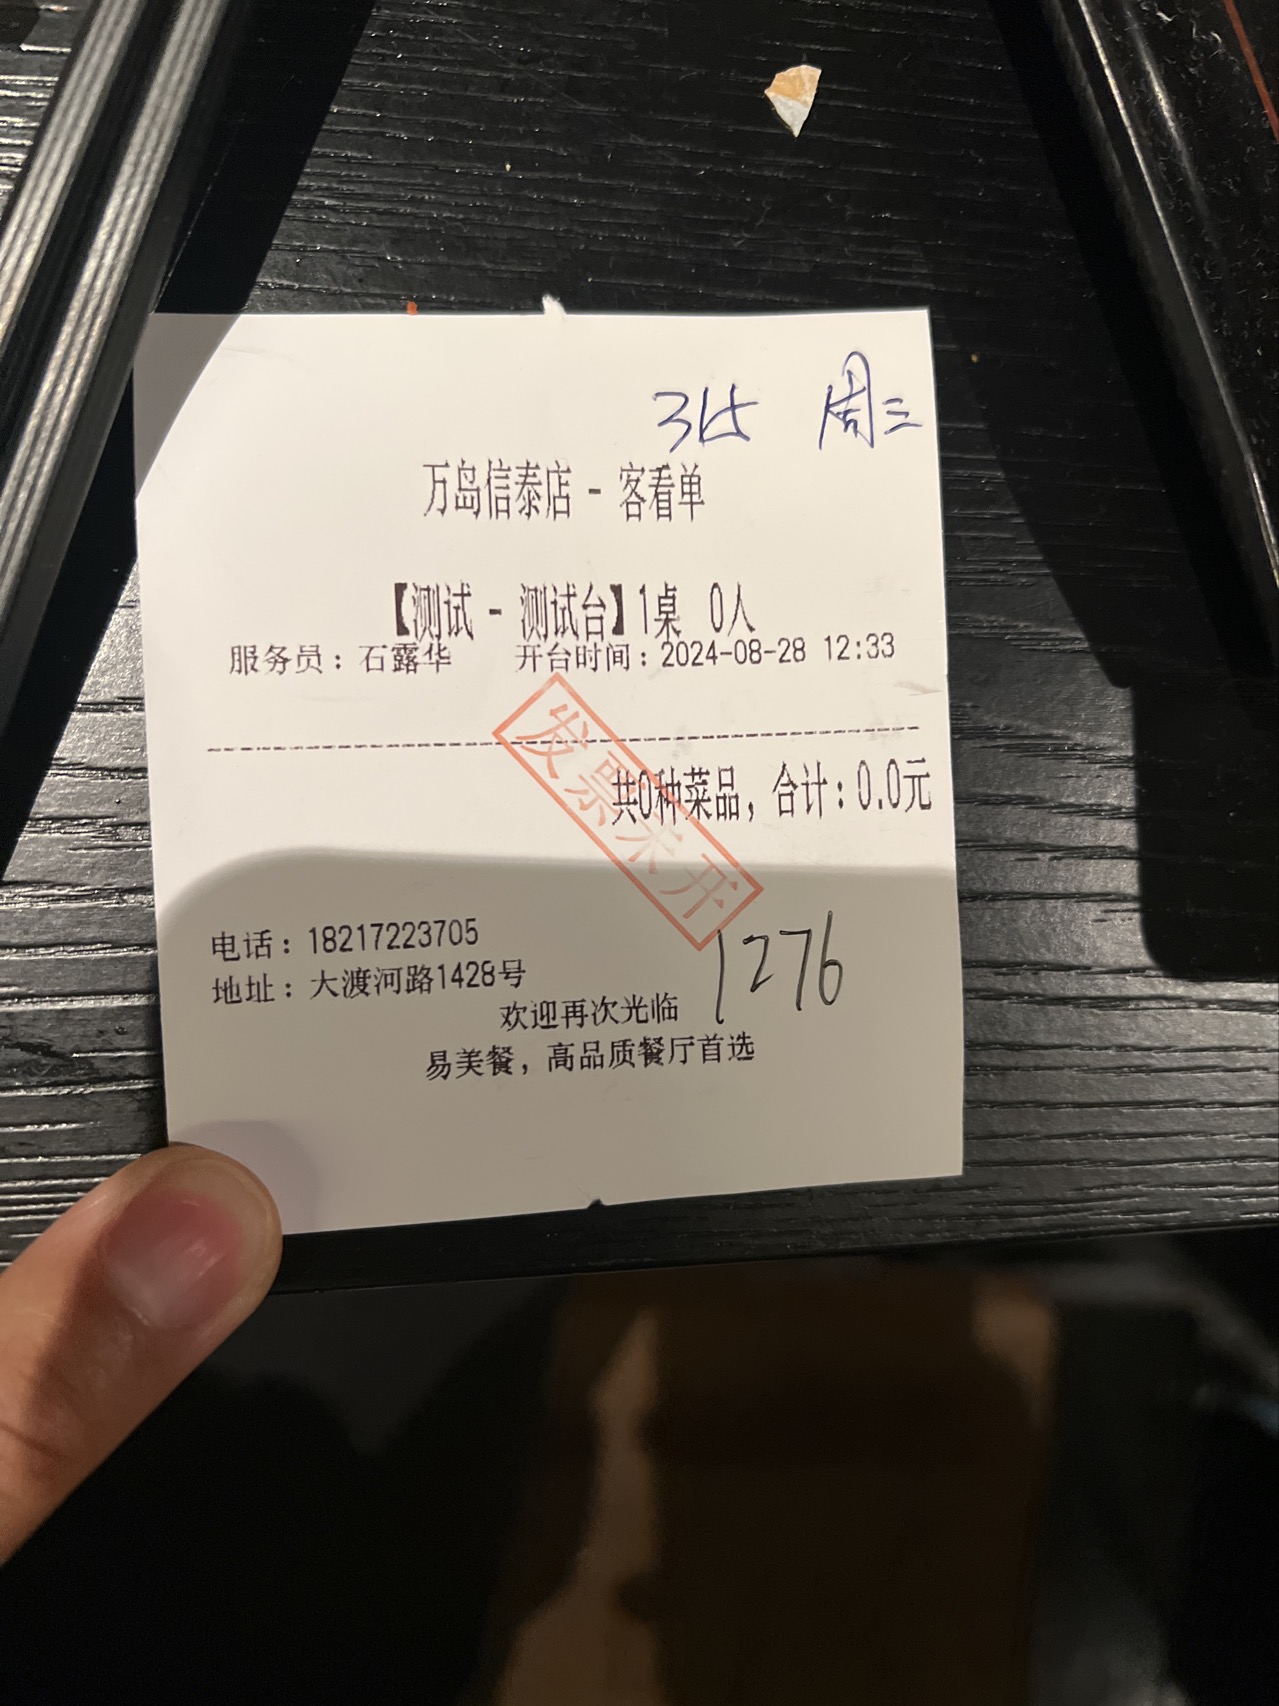 315 周三
万岛信泰店 - 客看单
【测试 - 测试台】1桌 0人
服务员：石露华 开台时间：2024-08-28 12:33
共0种菜品，合计：0.0元
发票未开
电话：18217223705
地址：大渡河路1428号
1276
欢迎再次光临
易美餐，高品质餐厅首选